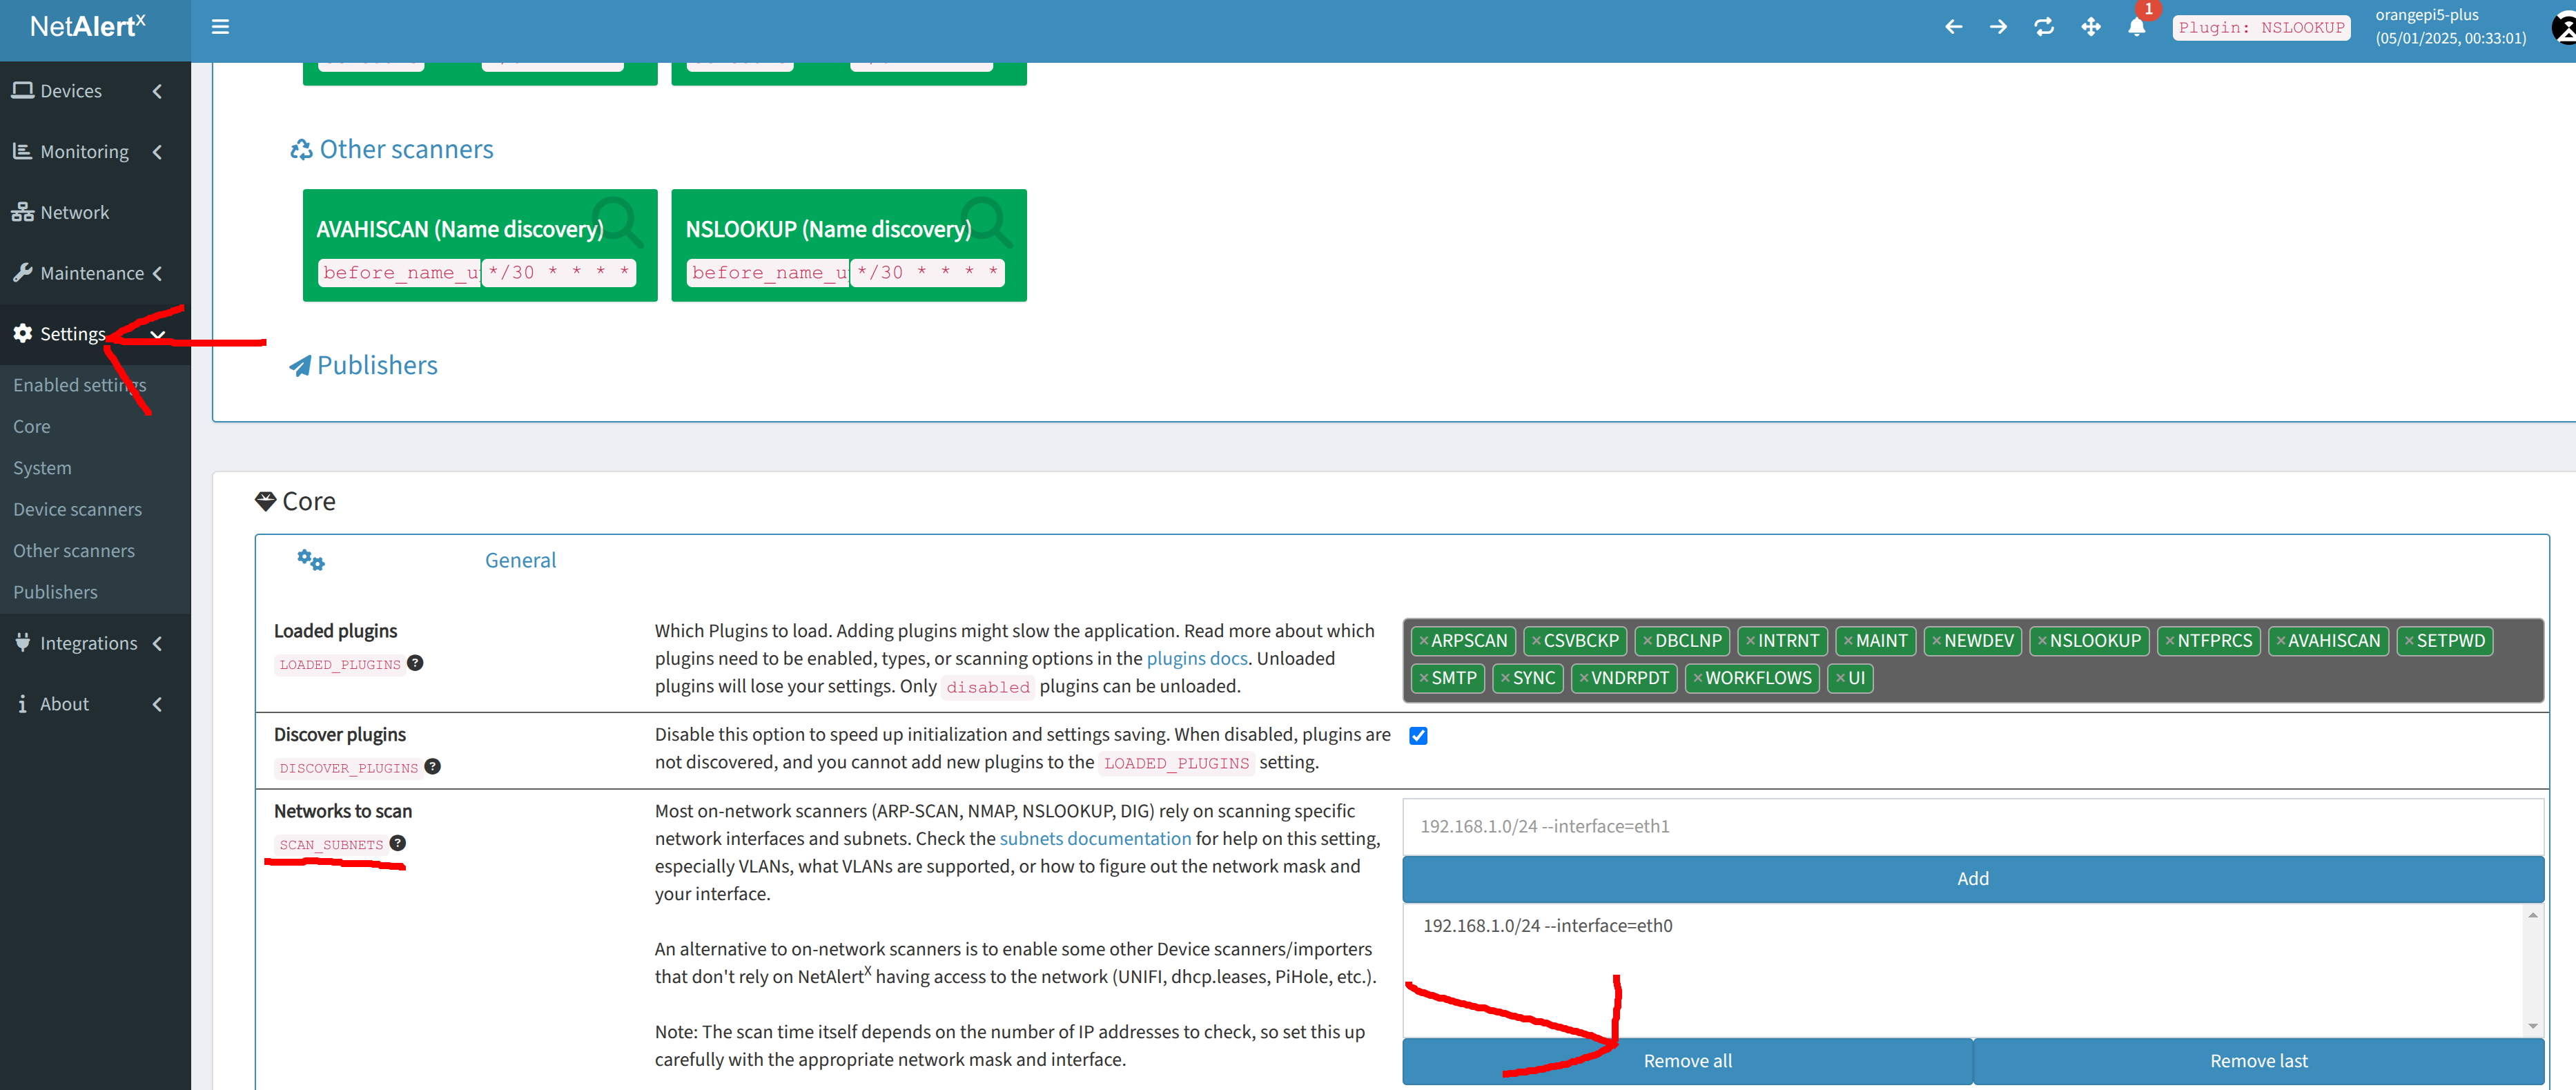 NetAlertX
1
Plugin: NSLOOKUP
orangepi5-plus
(05/01/2025, 00:33:01)
Devices
Monitoring
Network
Maintenance
Settings
Enabled settings
Core
System
Device scanners
Other scanners
Publishers
Integrations
About
Other scanners
AVAHISCAN (Name discovery)
before_name_u
*/30 * * * *
NSLOOKUP (Name discovery)
before_name_u
*/30 * * * *
Publishers
Core
General
Loaded plugins
LOADED_PLUGINS
Which Plugins to load. Adding plugins might slow the application. Read more about which
plugins need to be enabled, types, or scanning options in the plugins docs. Unloaded
plugins will lose your settings. Only disabled plugins can be unloaded.
×ARPSCAN ×CSVBCKP ×DBCLNP ×INTRNT ×MAINT ×NEWDEV ×NSLOOKUP ×NTFPRCS ×AVAHISCAN ×SETPWD
×SMTP ×SYNC ×VNDRPDT ×WORKFLOWS ×UI
Discover plugins
DISCOVER_PLUGINS
Disable this option to speed up initialization and settings saving. When disabled, plugins are
not discovered, and you cannot add new plugins to the LOADED_PLUGINS setting.
Networks to scan
SCAN_SUBNETS
Most on-network scanners (ARP-SCAN, NMAP, NSLOOKUP, DIG) rely on scanning specific
network interfaces and subnets. Check the subnets documentation for help on this setting,
especially VLANs, what VLANs are supported, or how to figure out the network mask and
your interface.
An alternative to on-network scanners is to enable some other Device scanners/importers
that don't rely on NetAlertX having access to the network (UNIFI, dhcp.leases, PiHole, etc.).
Note: The scan time itself depends on the number of IP addresses to check, so set this up
carefully with the appropriate network mask and interface.
192.168.1.0/24 --interface=eth1
Add
192.168.1.0/24 --interface=eth0
Remove all
Remove last